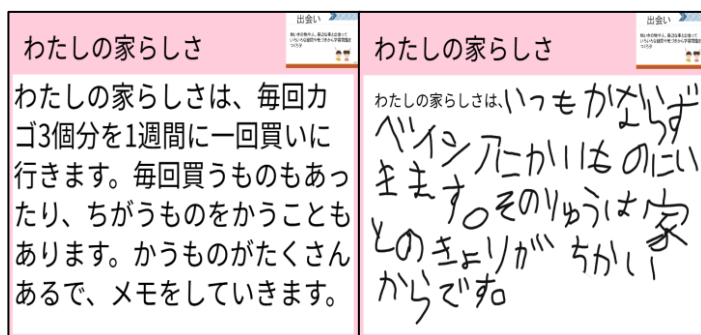 出会い
わたしの家らしさ
わたしの家らしさは、毎回カ
ゴ3個分を1週間に一回買いに
行きます。毎回買うものもあっ
たり、ちがうものをかうことも
あります。かうものがたくさん
あるで、メモをしていきます。
出会い
わたしの家らしさ
わたしの家らしさは、いつもかならず
ベイシアにかいものにい
きます。そのりゆうは家
とのきょりがちかい
からです。